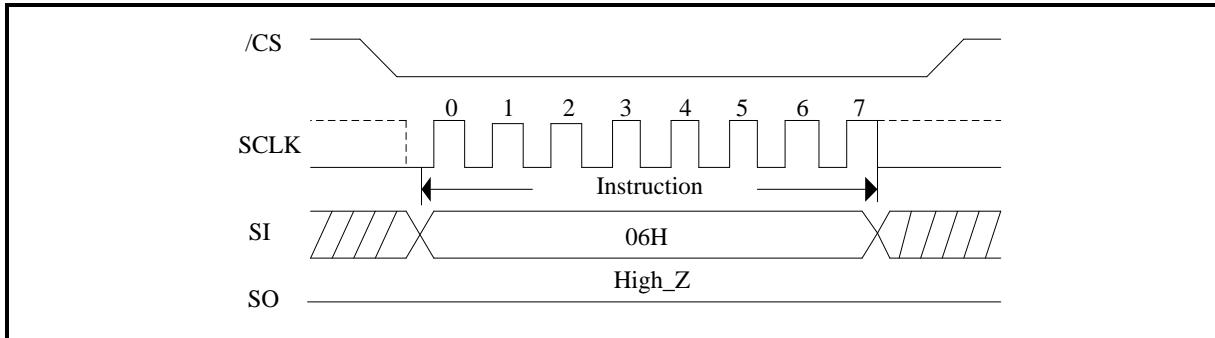 /CS
0 1 2 3 4 5 6 7
SCLK
Instruction
SI
06H
High_Z
SO